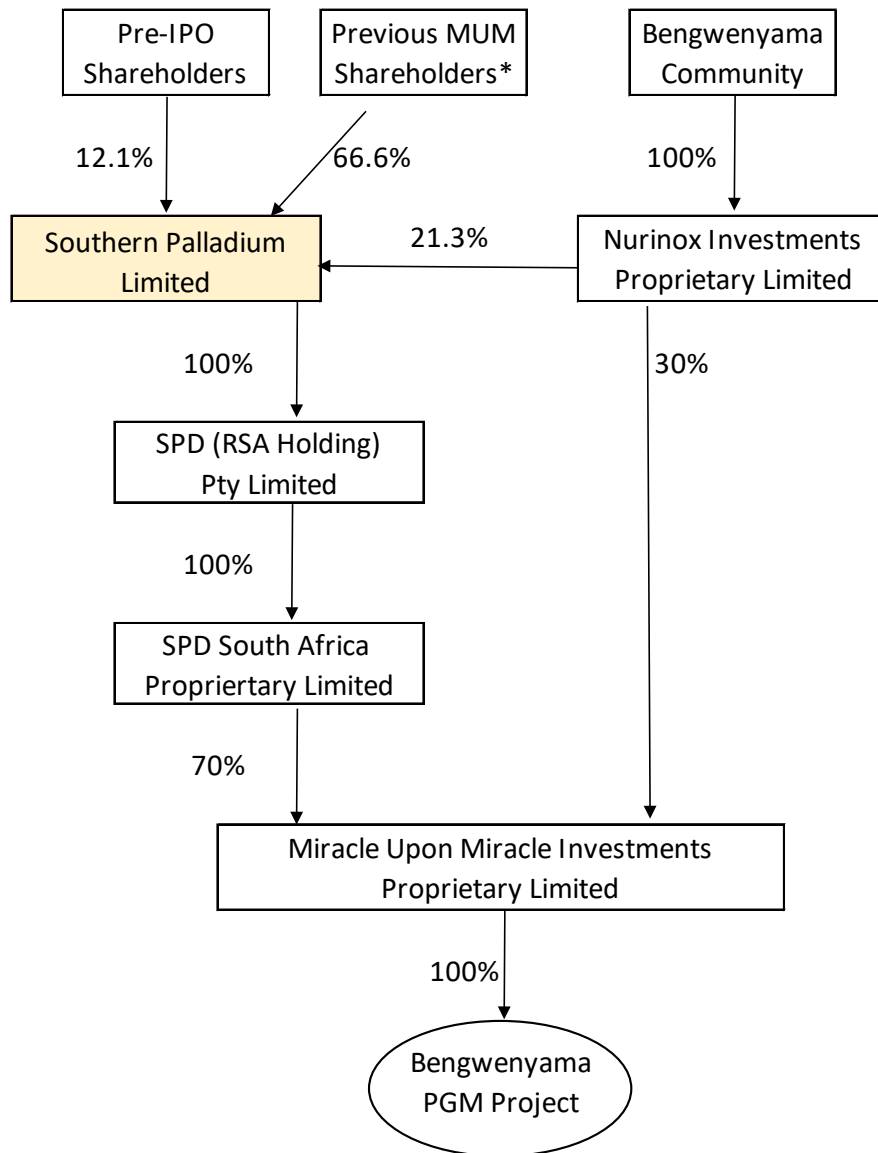 Pre-IPO
Shareholders
Previous MUM
Shareholders*
Bengwenyama
Community
12.1%
66.6%
100%
Southern Palladium
Limited
21.3%
Nurinox Investments
Proprietary Limited
100%
30%
SPD (RSA Holding)
Pty Limited
100%
SPD South Africa
Propriertary Limited
70%
Miracle Upon Miracle Investments
Proprietary Limited
100%
Bengwenyama
PGM Project